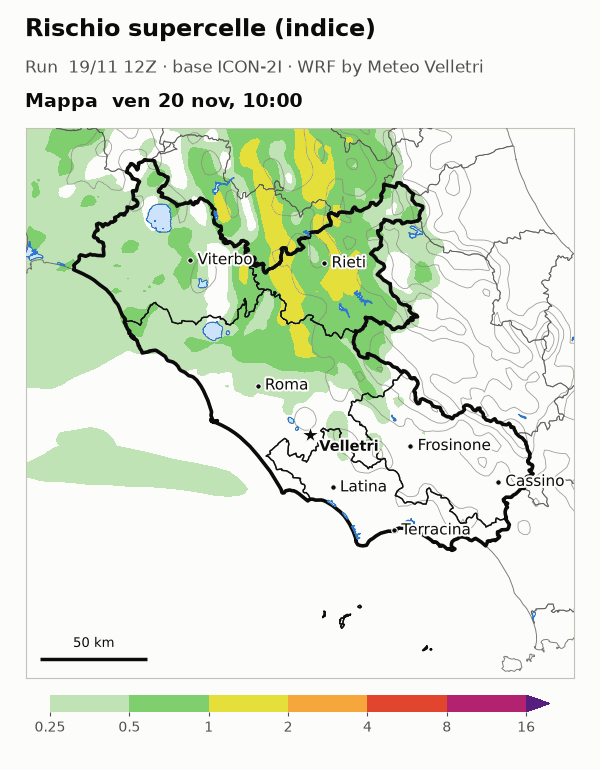 Rischio supercelle (indice)
Run  19/11 12Z · base ICON-2I · WRF by Meteo Velletri
Mappa  ven 20 nov, 10:00
Viterbo
Rieti
Roma
Velletri
Frosinone
Latina
Cassino
Terracina
50 km
0.25 0.5 1 2 4 8 16